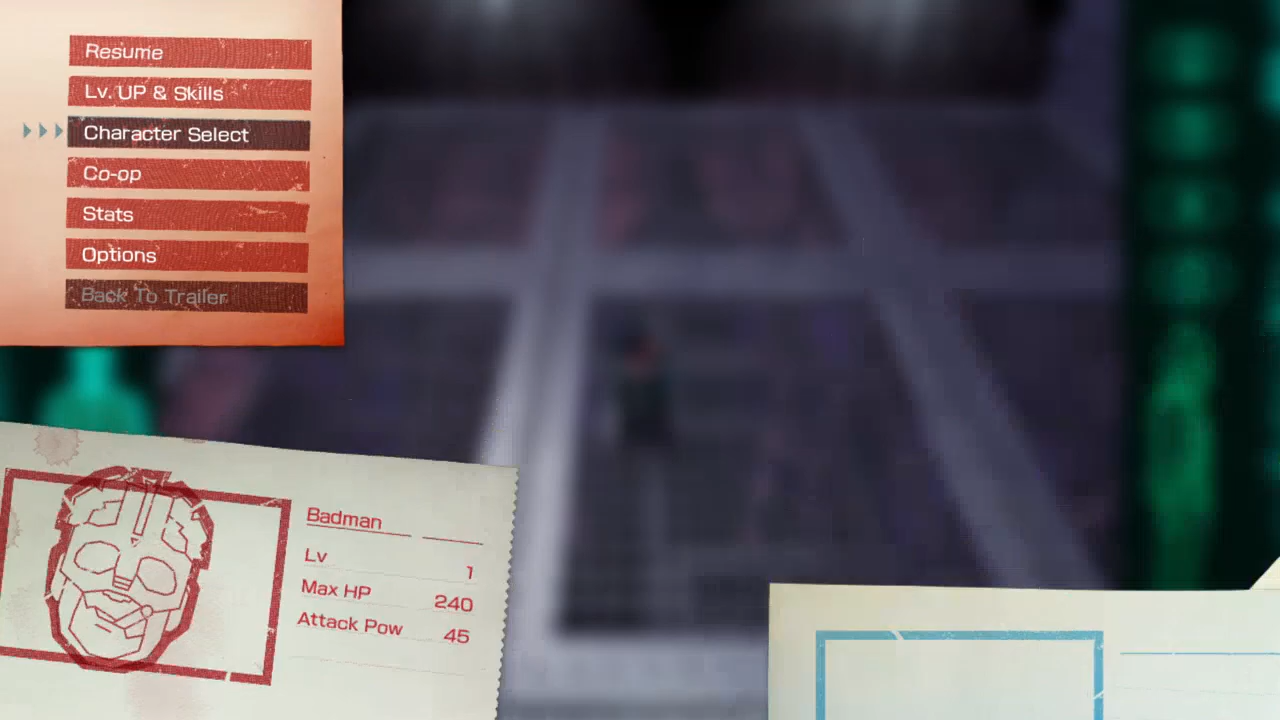 Resume
Lv. UP & Skills
Character Select
Co-op
Stats
Options
Back To Trailer
Badman
Lv 1
Max HP 240
Attack Pow 45